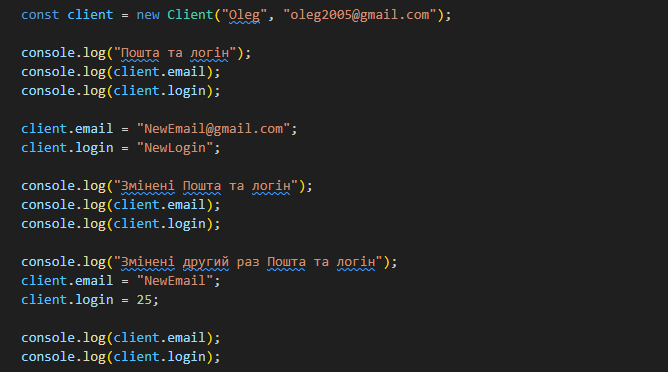 const client = new Client("Oleg", "oleg2005@gmail.com");
console.log("Пошта та логін");
console.log(client.email);
console.log(client.login);
client.email = "NewEmail@gmail.com";
client.login = "NewLogin";
console.log("Змінені Пошта та логін");
console.log(client.email);
console.log(client.login);
console.log("Змінені другий раз Пошта та логін");
client.email = "NewEmail";
client.login = 25;
console.log(client.email);
console.log(client.login);